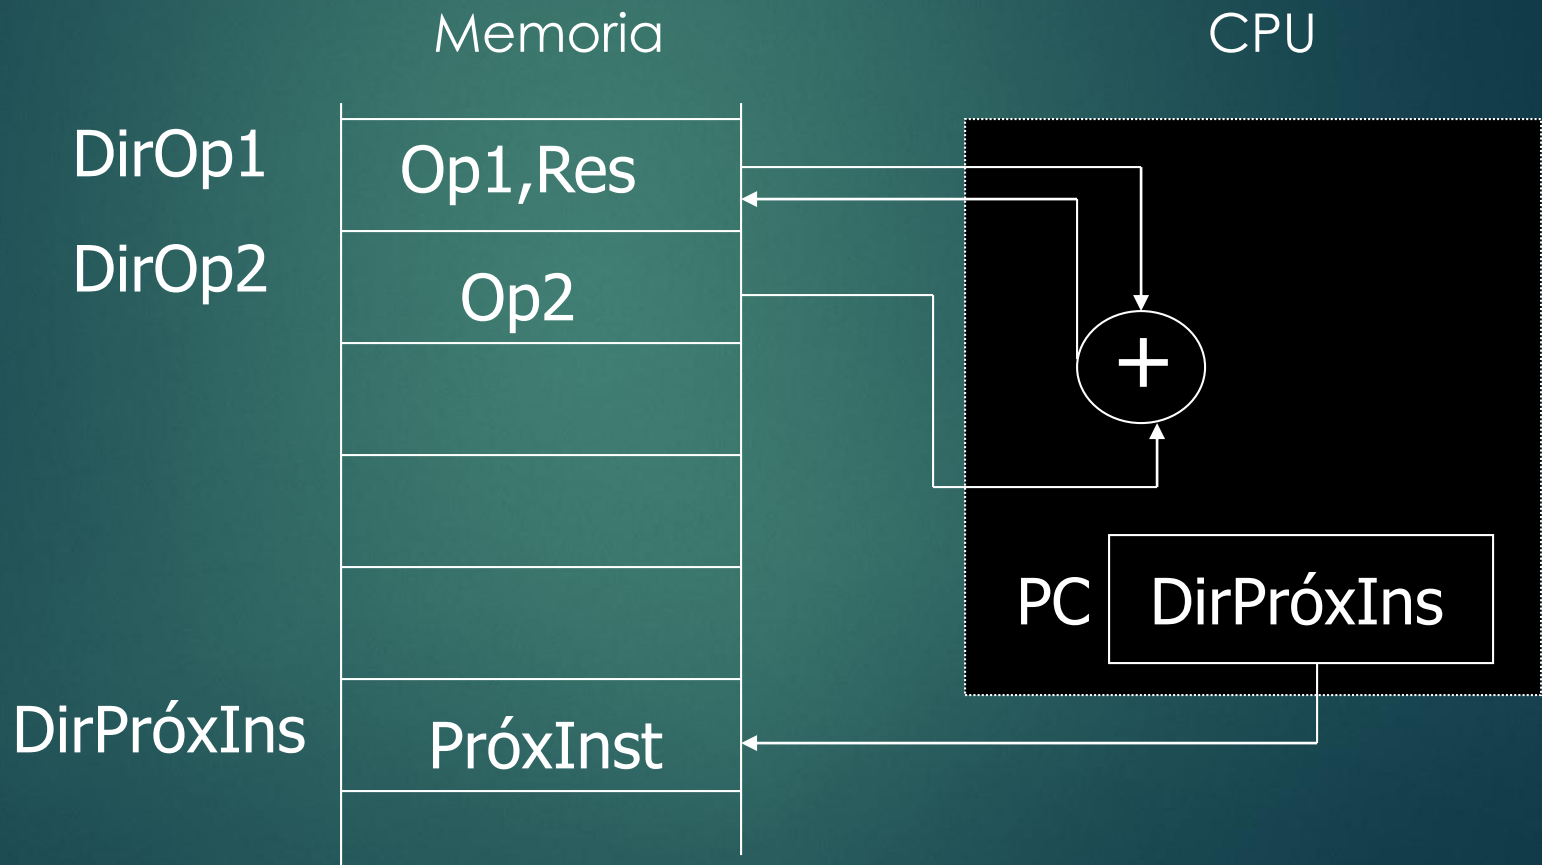 Memoria
CPU
DirOp1
Op1,Res
DirOp2
Op2
+
PC
DirPróxIns
DirPróxIns
PróxInst